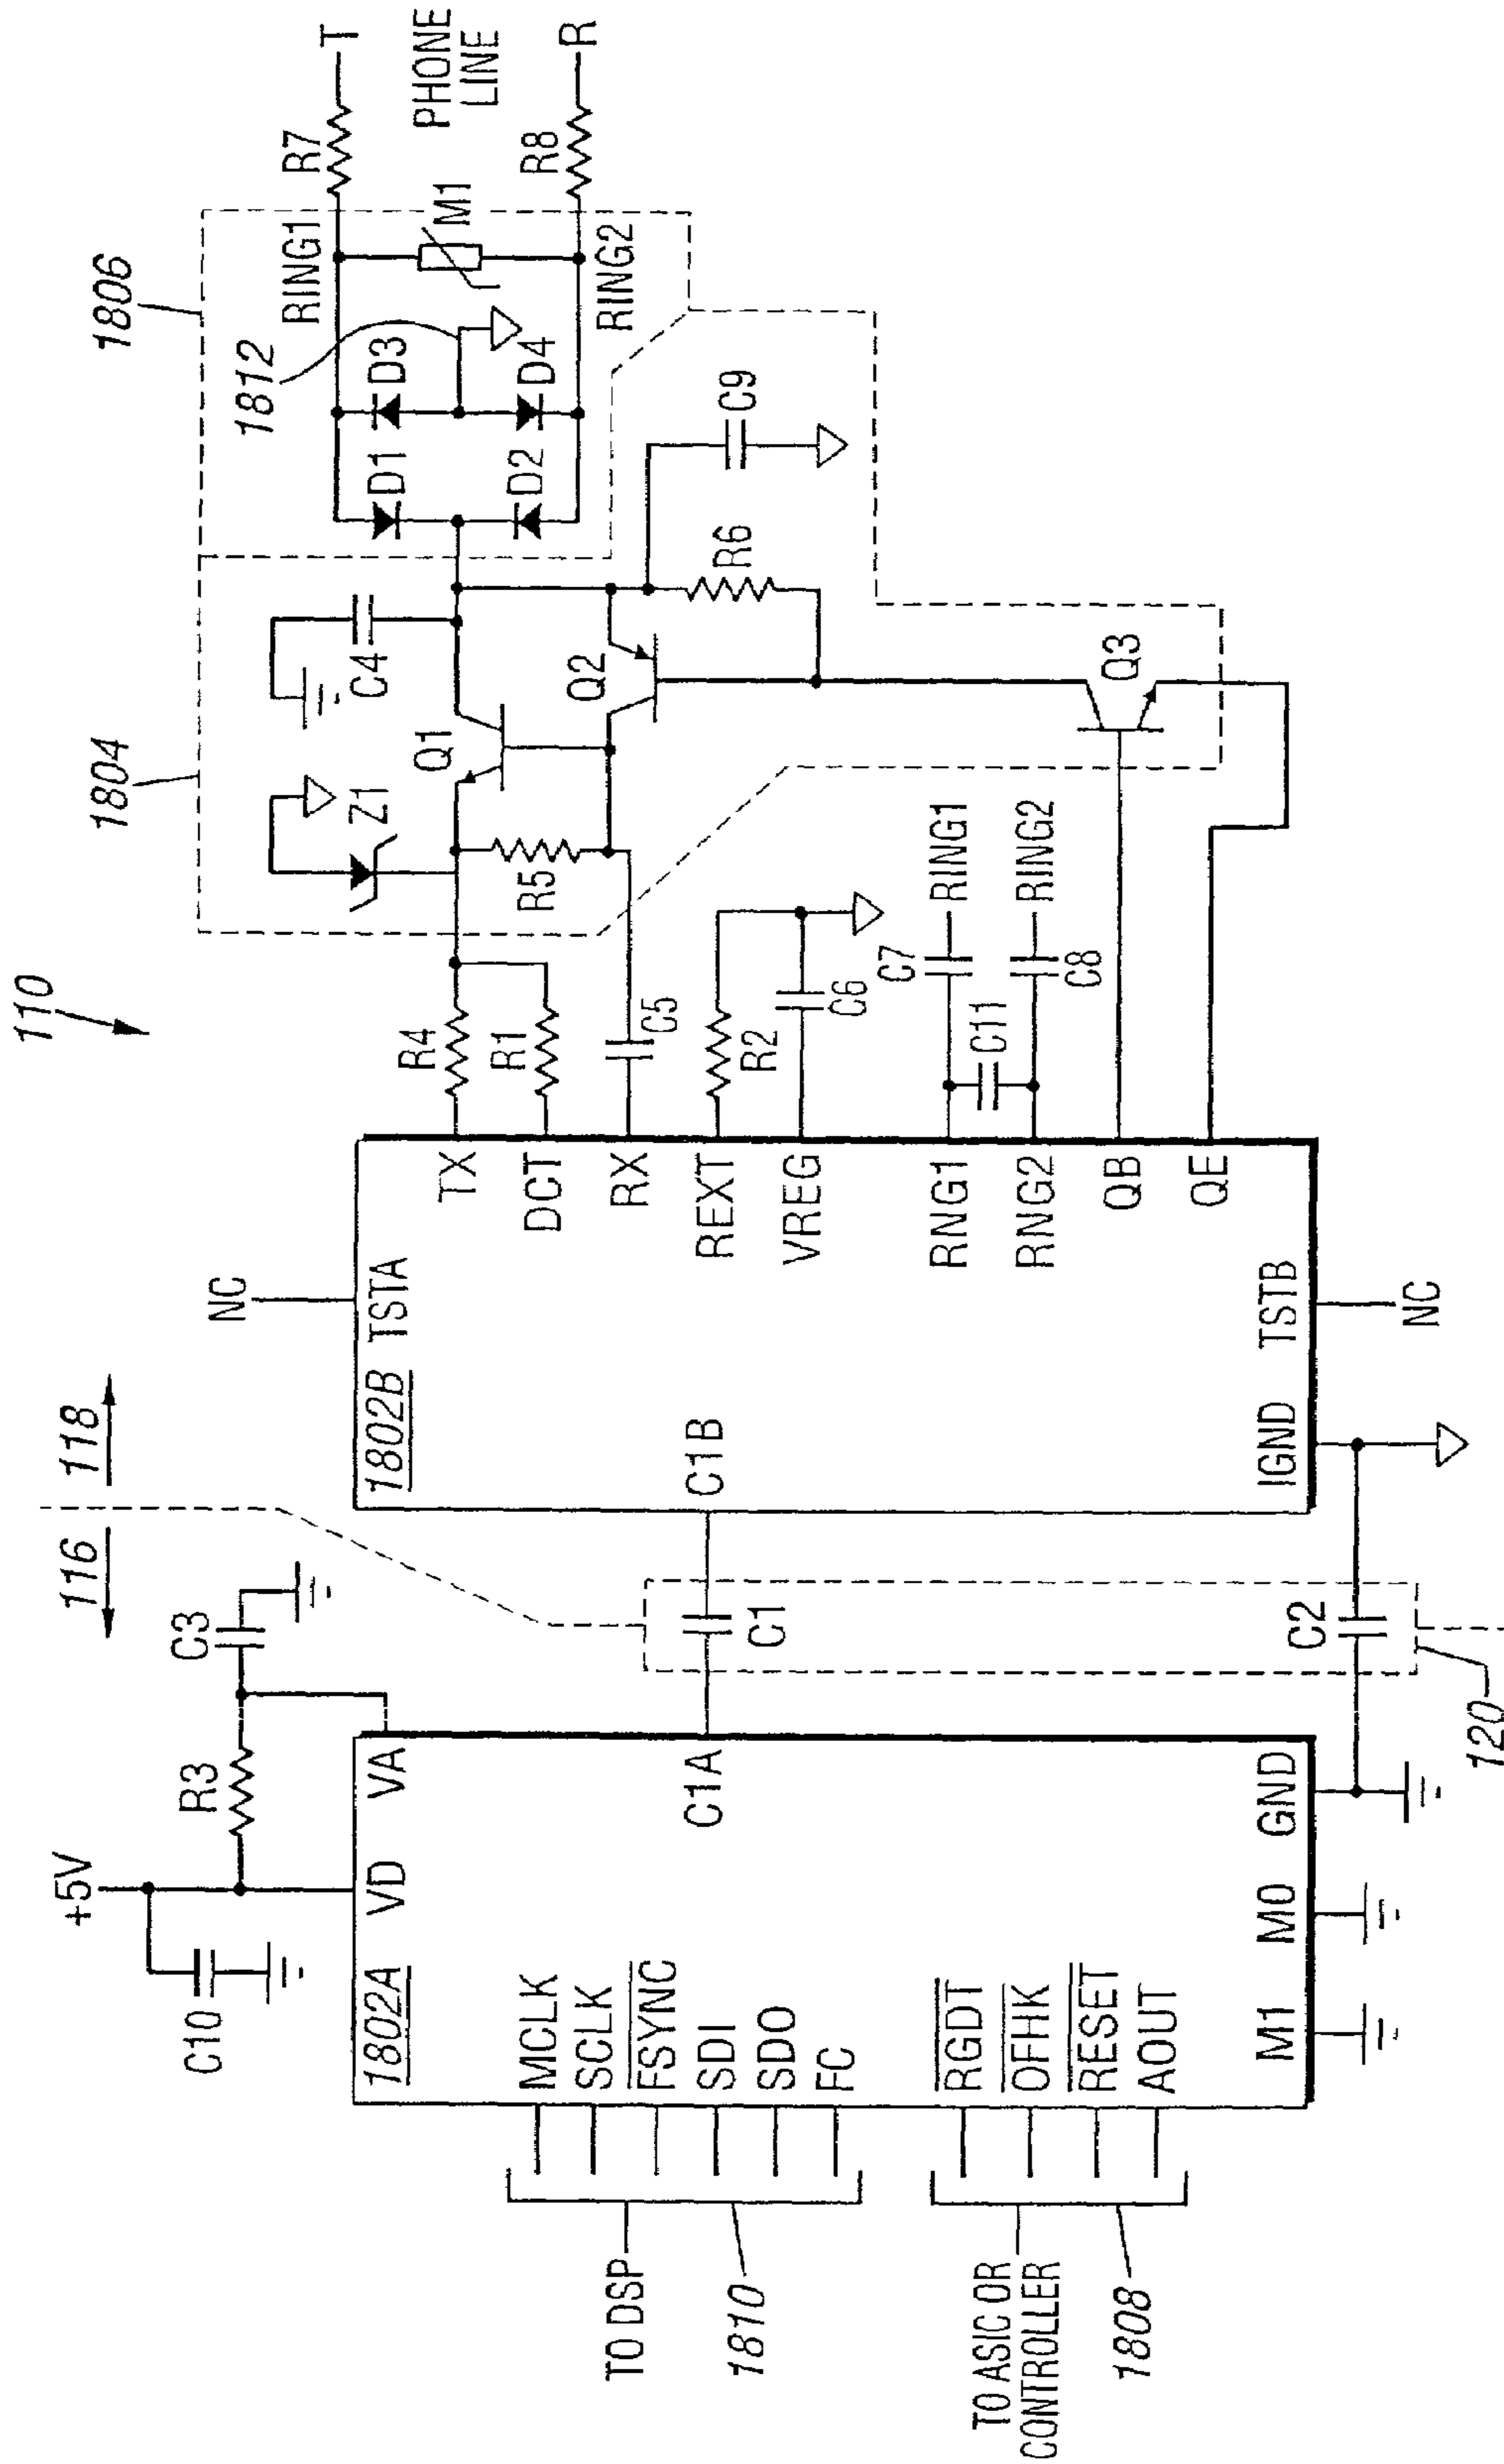 110
116
118
+5V
C10
R3
C3
VD
VA
1802A
MCLK
SCLK
FSYNC
SDI
SDO
FC
RGDT
OFHK
RESET
AOUT
M1
M0
GND
C1A
TO DSP
1810
TO ASIC OR
CONTROLLER
1808
C1
C2
120
NC
TSTA
1802B
C1B
IGND
TSTB
NC
TX
DCT
RX
REXT
VREG
RNG1
RNG2
QB
QE
R4
R1
C5
R2
C6
C7
C11
C8
RING1
RING2
1804
Z1
R5
Q1
C4
Q2
R6
C9
Q3
1806
1812
D1
D2
D3
D4
RING1
RING2
M1
R7
R8
T
PHONE
LINE
R